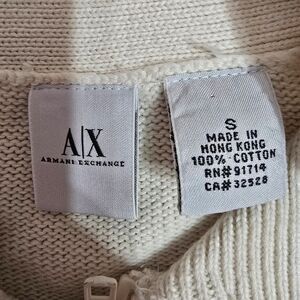 A|X
ARMANI EXCHANGE
S
MADE IN
HONG KONG
100% COTTON
RN# 91714
CA# 32528